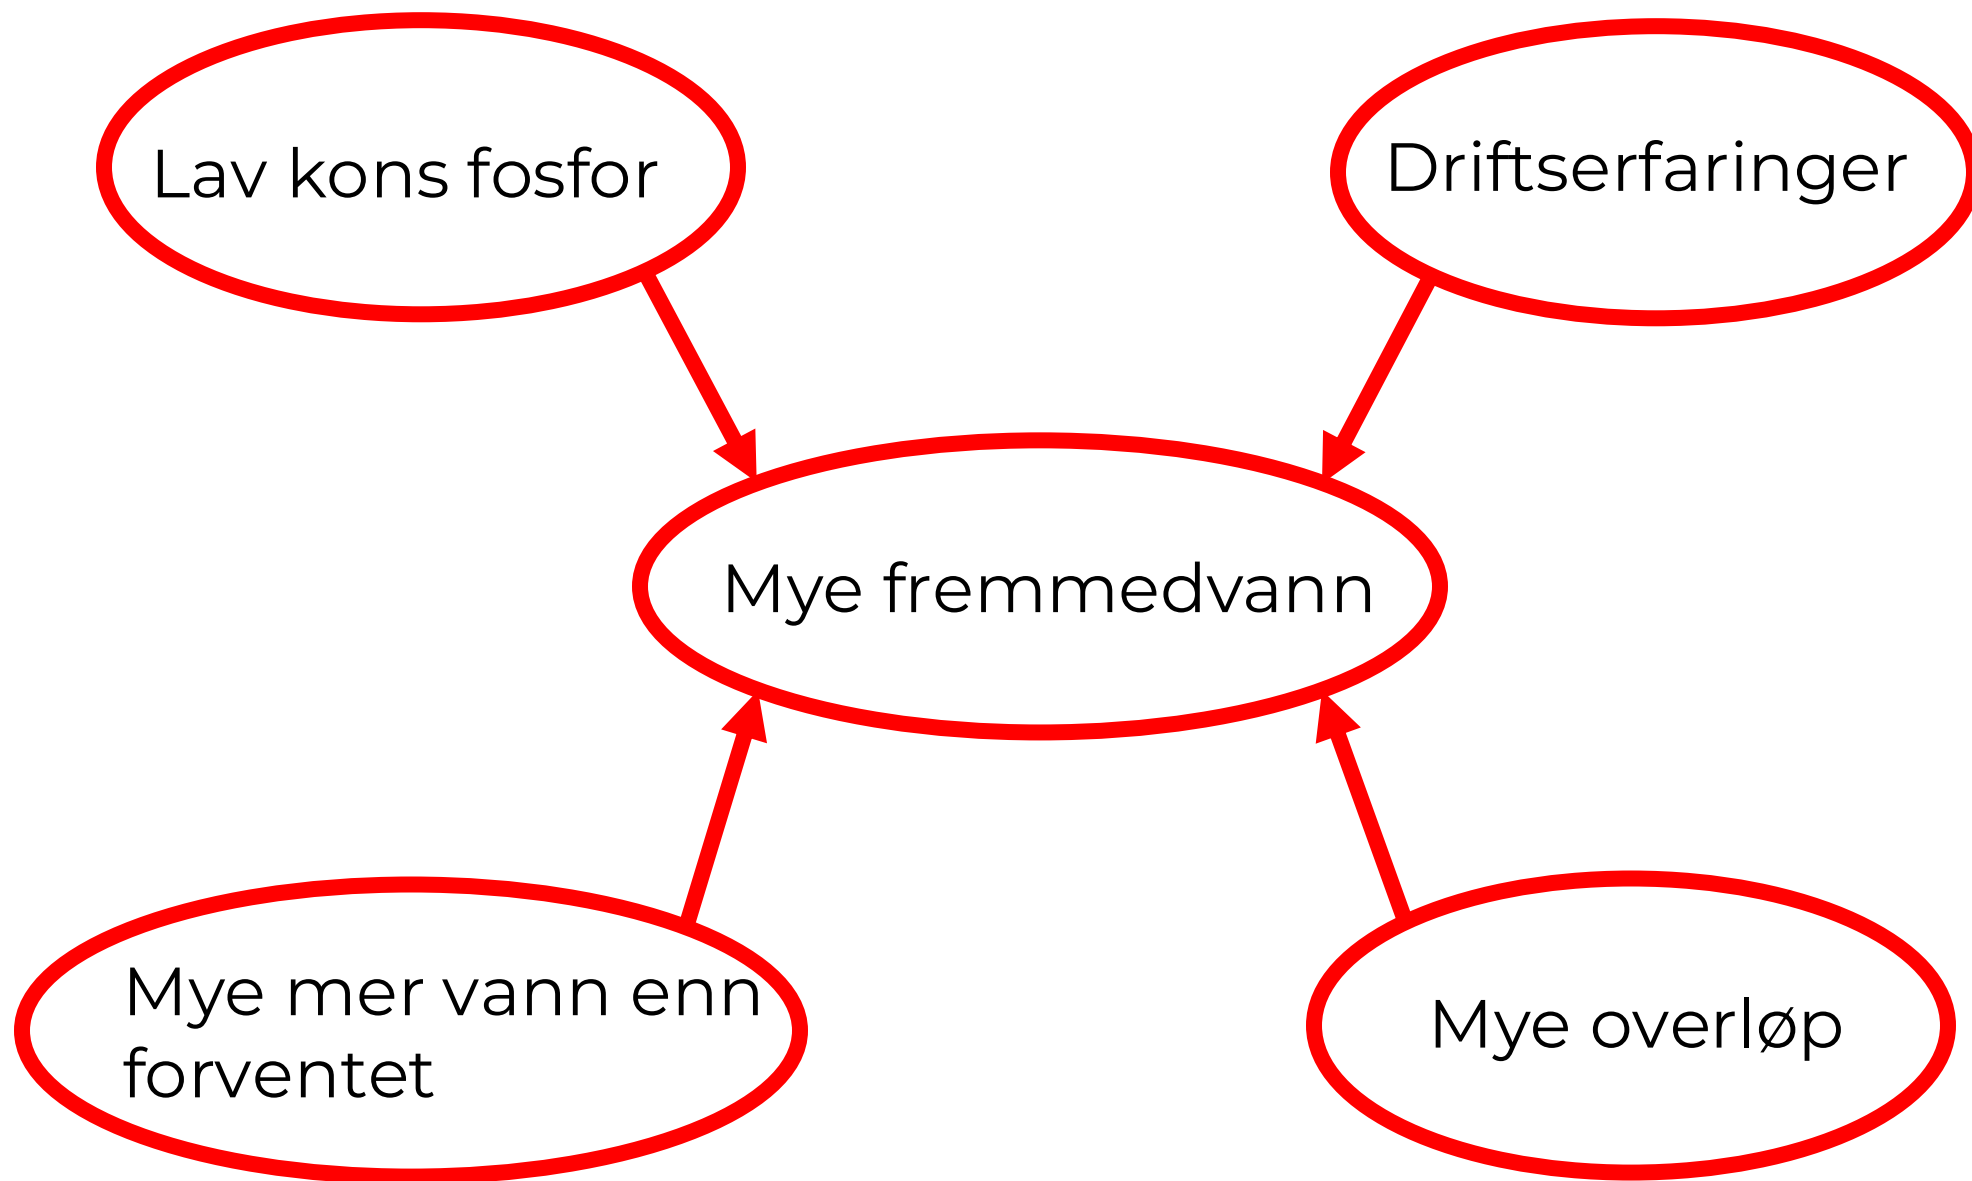 Lav kons fosfor
Driftserfaringer
Mye fremmedvann
Mye mer vann enn
forventet
Mye overløp